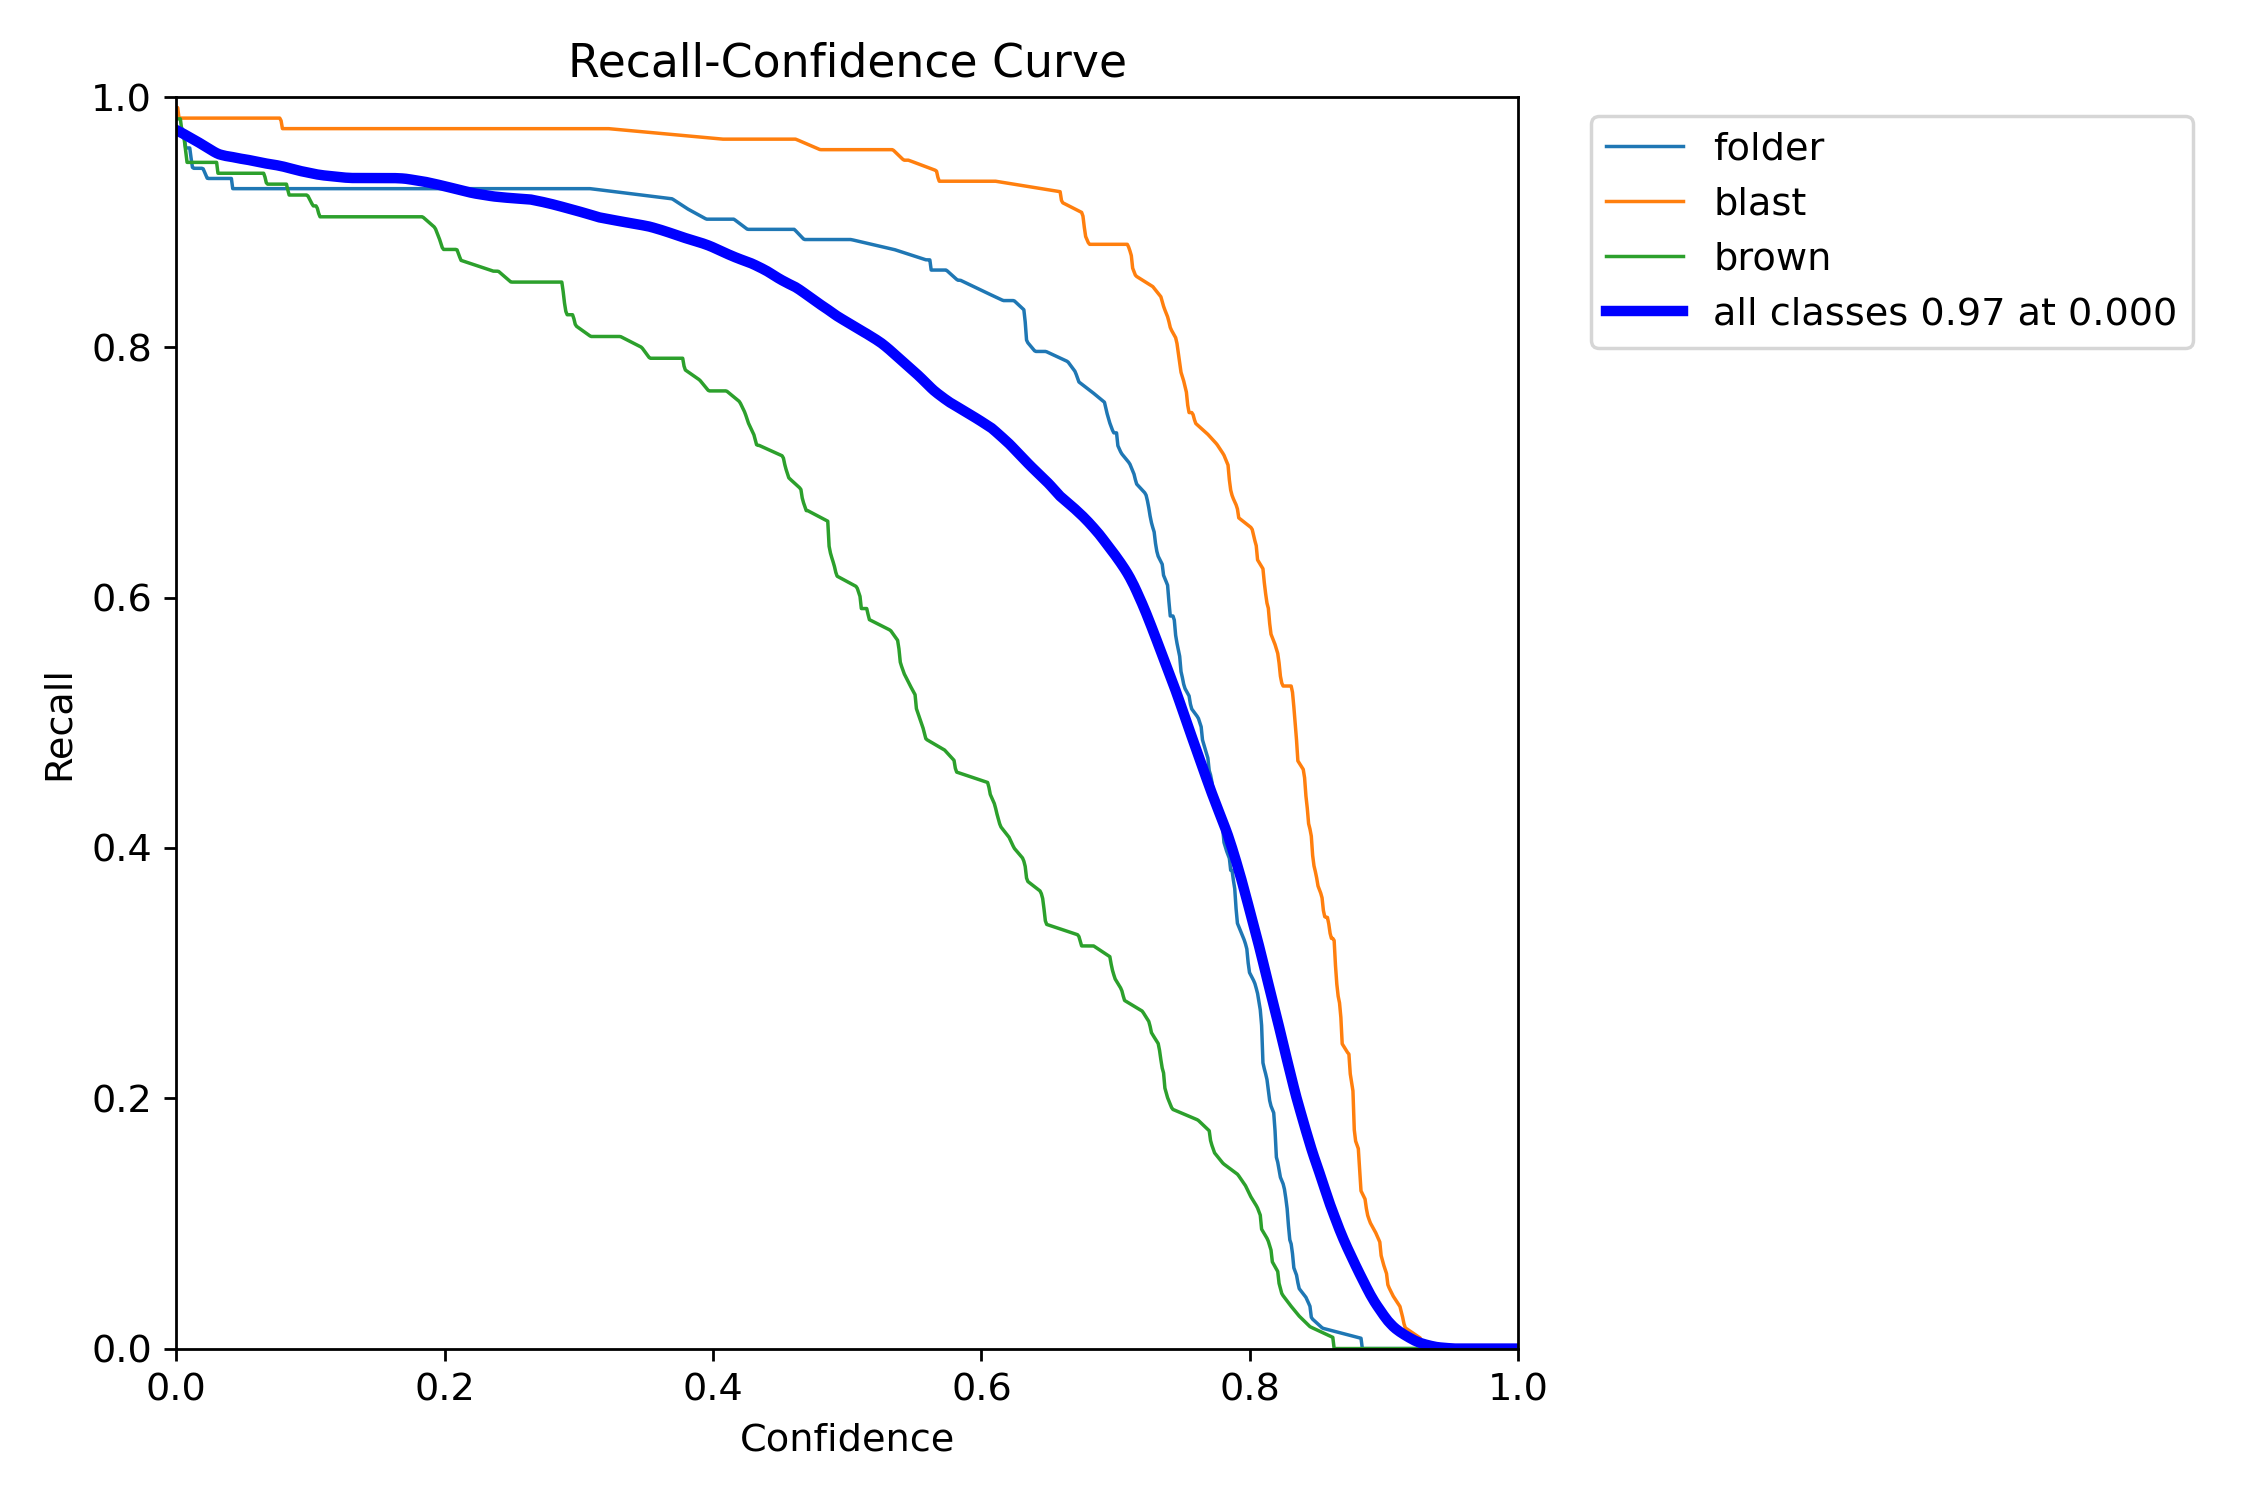 Recall-Confidence Curve
1.0
0.8
0.6
0.4
0.2
0.0
Recall
0.0 0.2 0.4 0.6 0.8 1.0
Confidence
folder
blast
brown
all classes 0.97 at 0.000